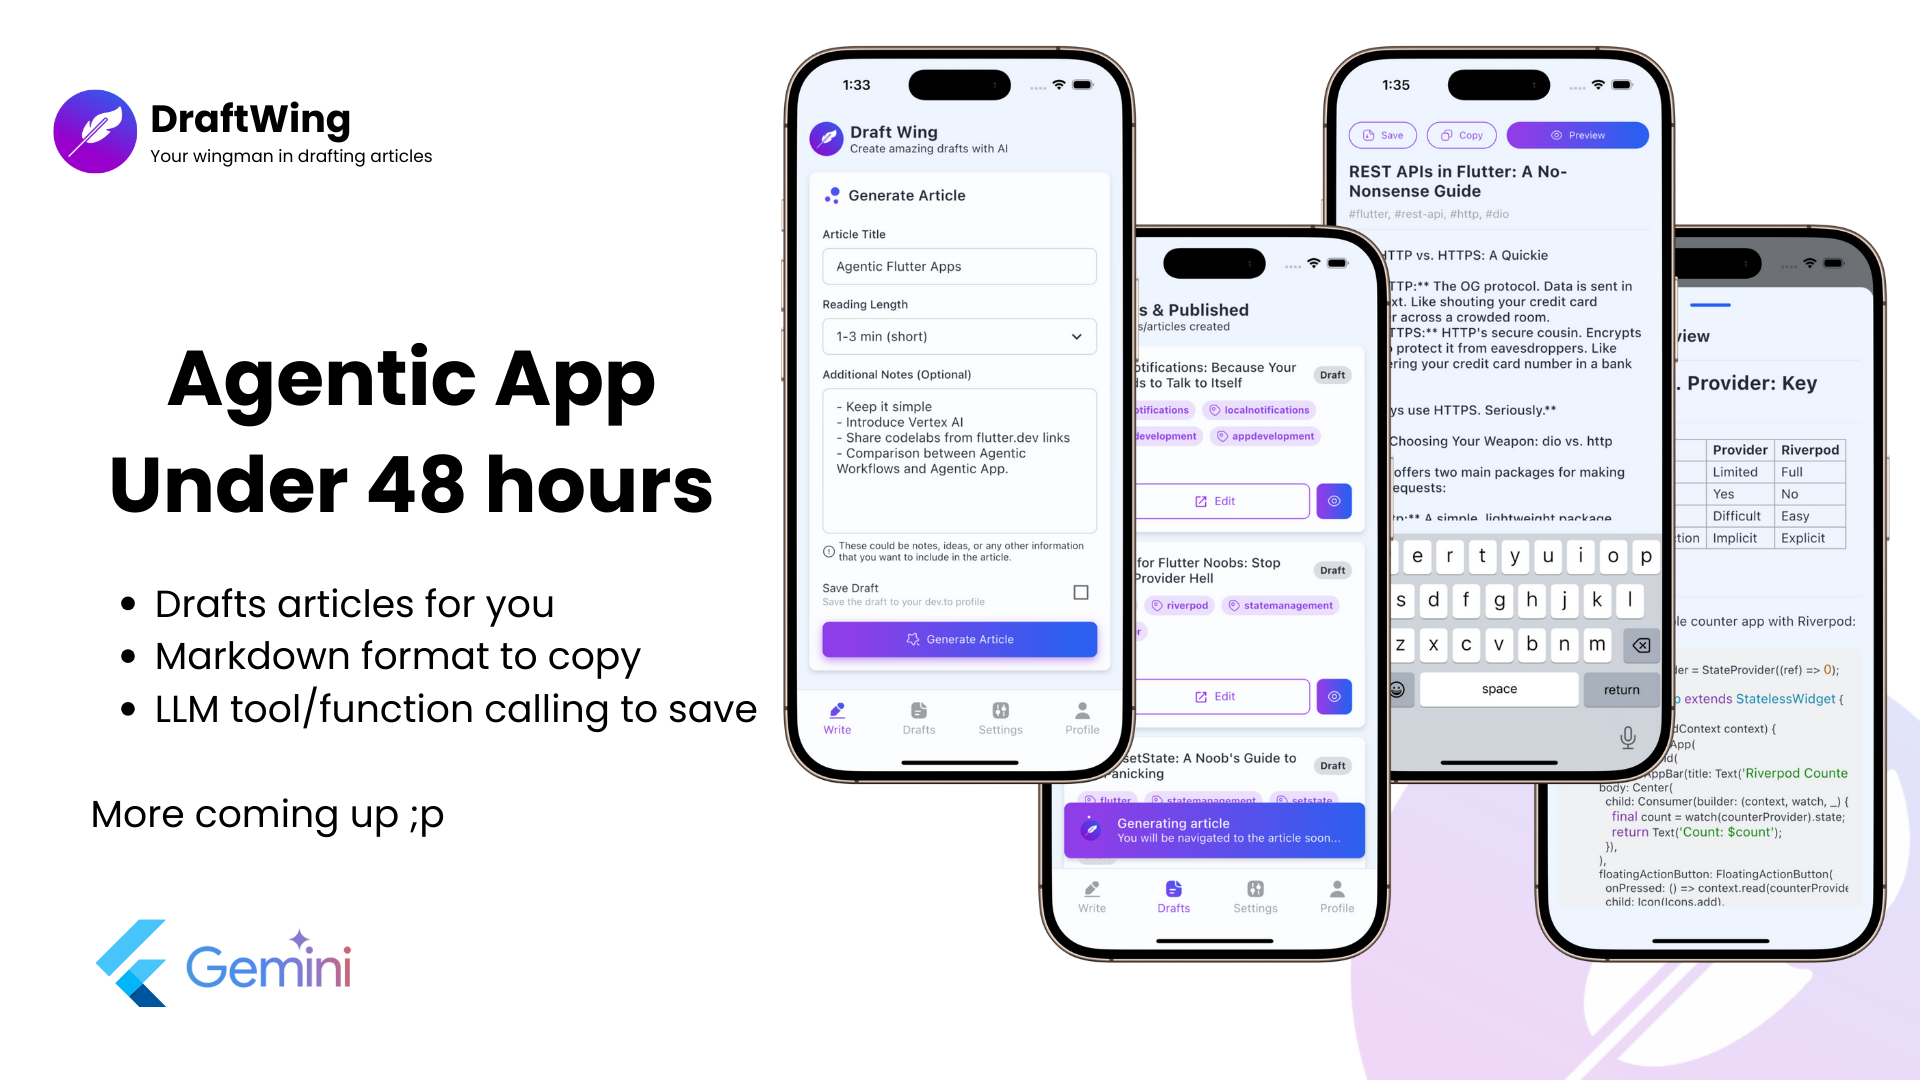 DraftWing
Your wingman in drafting articles
Agentic App
Under 48 hours
• Drafts articles for you
• Markdown format to copy
• LLM tool/function calling to save
More coming up ;p
Gemini
1:33
Draft Wing
Create amazing drafts with AI
Generate Article
Article Title
Agentic Flutter Apps
Reading Length
1-3 min (short)
Additional Notes (Optional)
- Keep it simple
- Introduce Vertex AI
- Share codelabs from flutter.dev links
- Comparison between Agentic
Workflows and Agentic App.
These could be notes, ideas, or any other information
that you want to include in the article.
Save Draft
Save the draft to your dev.to profile
Generate Article
Write
Drafts
Settings
Profile
s & Published
s/articles created
otifications: Because Your
ds to Talk to Itself
Draft
otifications
localnotifications
development
appdevelopment
Edit
for Flutter Noobs: Stop
Provider Hell
Draft
riverpod
statemanagement
r
Edit
setState: A Noob's Guide to
Panicking
Draft
flutter
statemanagement
setstate
Generating article
You will be navigated to the article soon...
Write
Drafts
Settings
Profile
1:35
Save
Copy
Preview
REST APIs in Flutter: A No-
Nonsense Guide
#flutter, #rest-api, #http, #dio
HTTP vs. HTTPS: A Quickie
TTP:** The OG protocol. Data is sent in
xt. Like shouting your credit card
r across a crowded room.
TTPS:** HTTP's secure cousin. Encrypts
protect it from eavesdroppers. Like
ering your credit card number in a bank
ys use HTTPS. Seriously.**
Choosing Your Weapon: dio vs. http
offers two main packages for making
equests:
tp:** A simple, lightweight package
e r t y u i o p
s d f g h j k l
z x c v b n m
space
return
view
. Provider: Key
Provider Riverpod
Limited Full
Yes No
Difficult Easy
ction Implicit Explicit
le counter app with Riverpod:
der = StateProvider((ref) => 0);
p extends StatelessWidget {
dContext context) {
App(
ld(
AppBar(title: Text('Riverpod Counte
body: Center(
child: Consumer(builder: (context, watch, _) {
final count = watch(counterProvider).state;
return Text('Count: $count');
}),
),
floatingActionButton: FloatingActionButton(
onPressed: () => context.read(counterProvide
child: Icon(Icons.add),